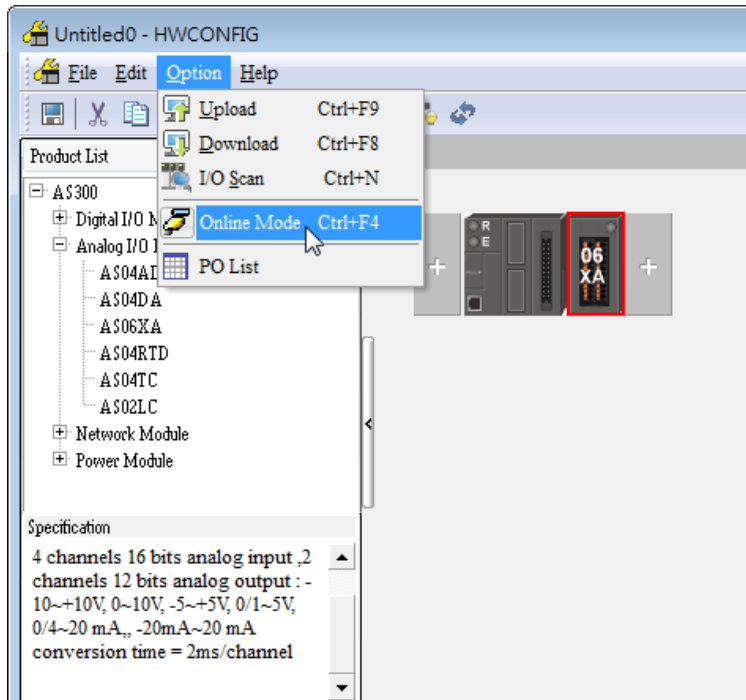 Untitled0 - HWCONFIG
File Edit Option Help
Upload Ctrl+F9
Download Ctrl+F8
I/O Scan Ctrl+N
Online Mode Ctrl+F4
PO List
Product List
AS300
Digital I/O M
Analog I/O
AS04AD
AS04DA
AS06XA
AS04RTD
AS04TC
AS02LC
Network Module
Power Module
R
E
06
XA
Specification
4 channels 16 bits analog input ,2
channels 12 bits analog output : -
10~+10V, 0~10V, -5~+5V, 0/1~5V,
0/4~20 mA,, -20mA~20 mA
conversion time = 2ms/channel